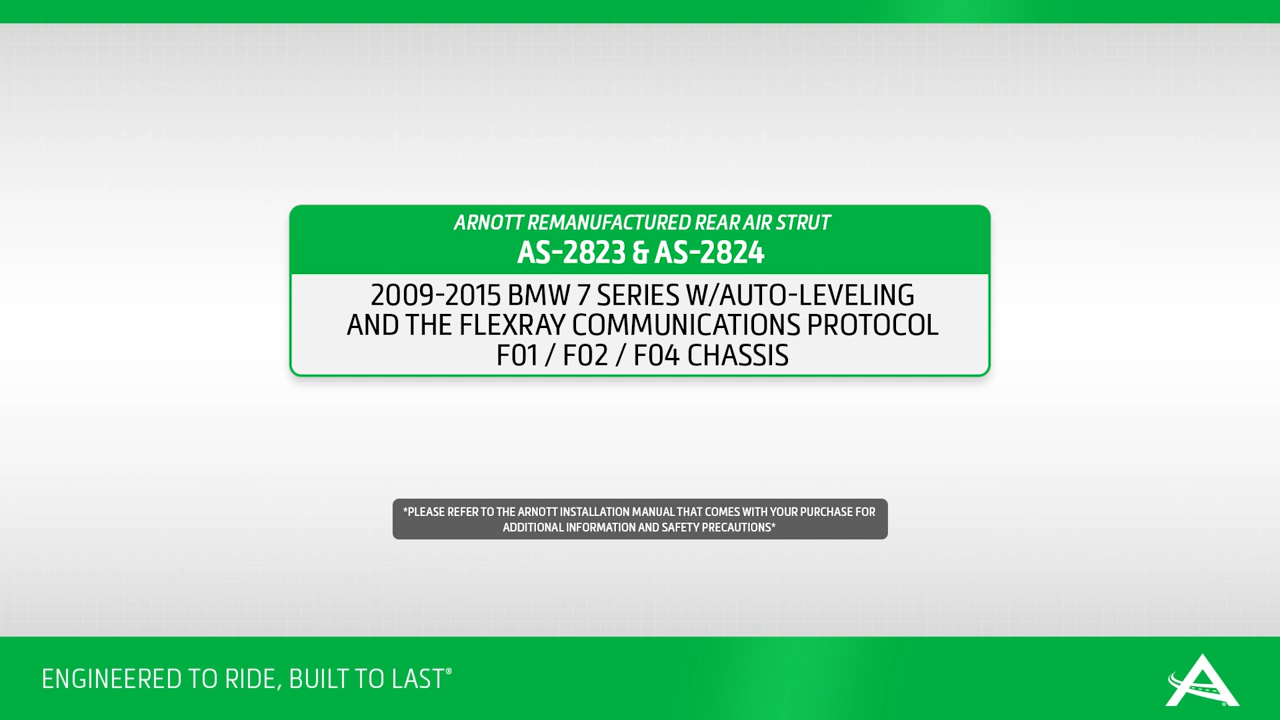 ARNOTT REMANUFACTURED REAR AIR STRUT
AS-2823 & AS-2824
2009-2015 BMW 7 SERIES W/AUTO-LEVELING
AND THE FLEXRAY COMMUNICATIONS PROTOCOL
F01 / F02 / F04 CHASSIS
*PLEASE REFER TO THE ARNOTT INSTALLATION MANUAL THAT COMES WITH YOUR PURCHASE FOR
ADDITIONAL INFORMATION AND SAFETY PRECAUTIONS*
ENGINEERED TO RIDE, BUILT TO LAST®